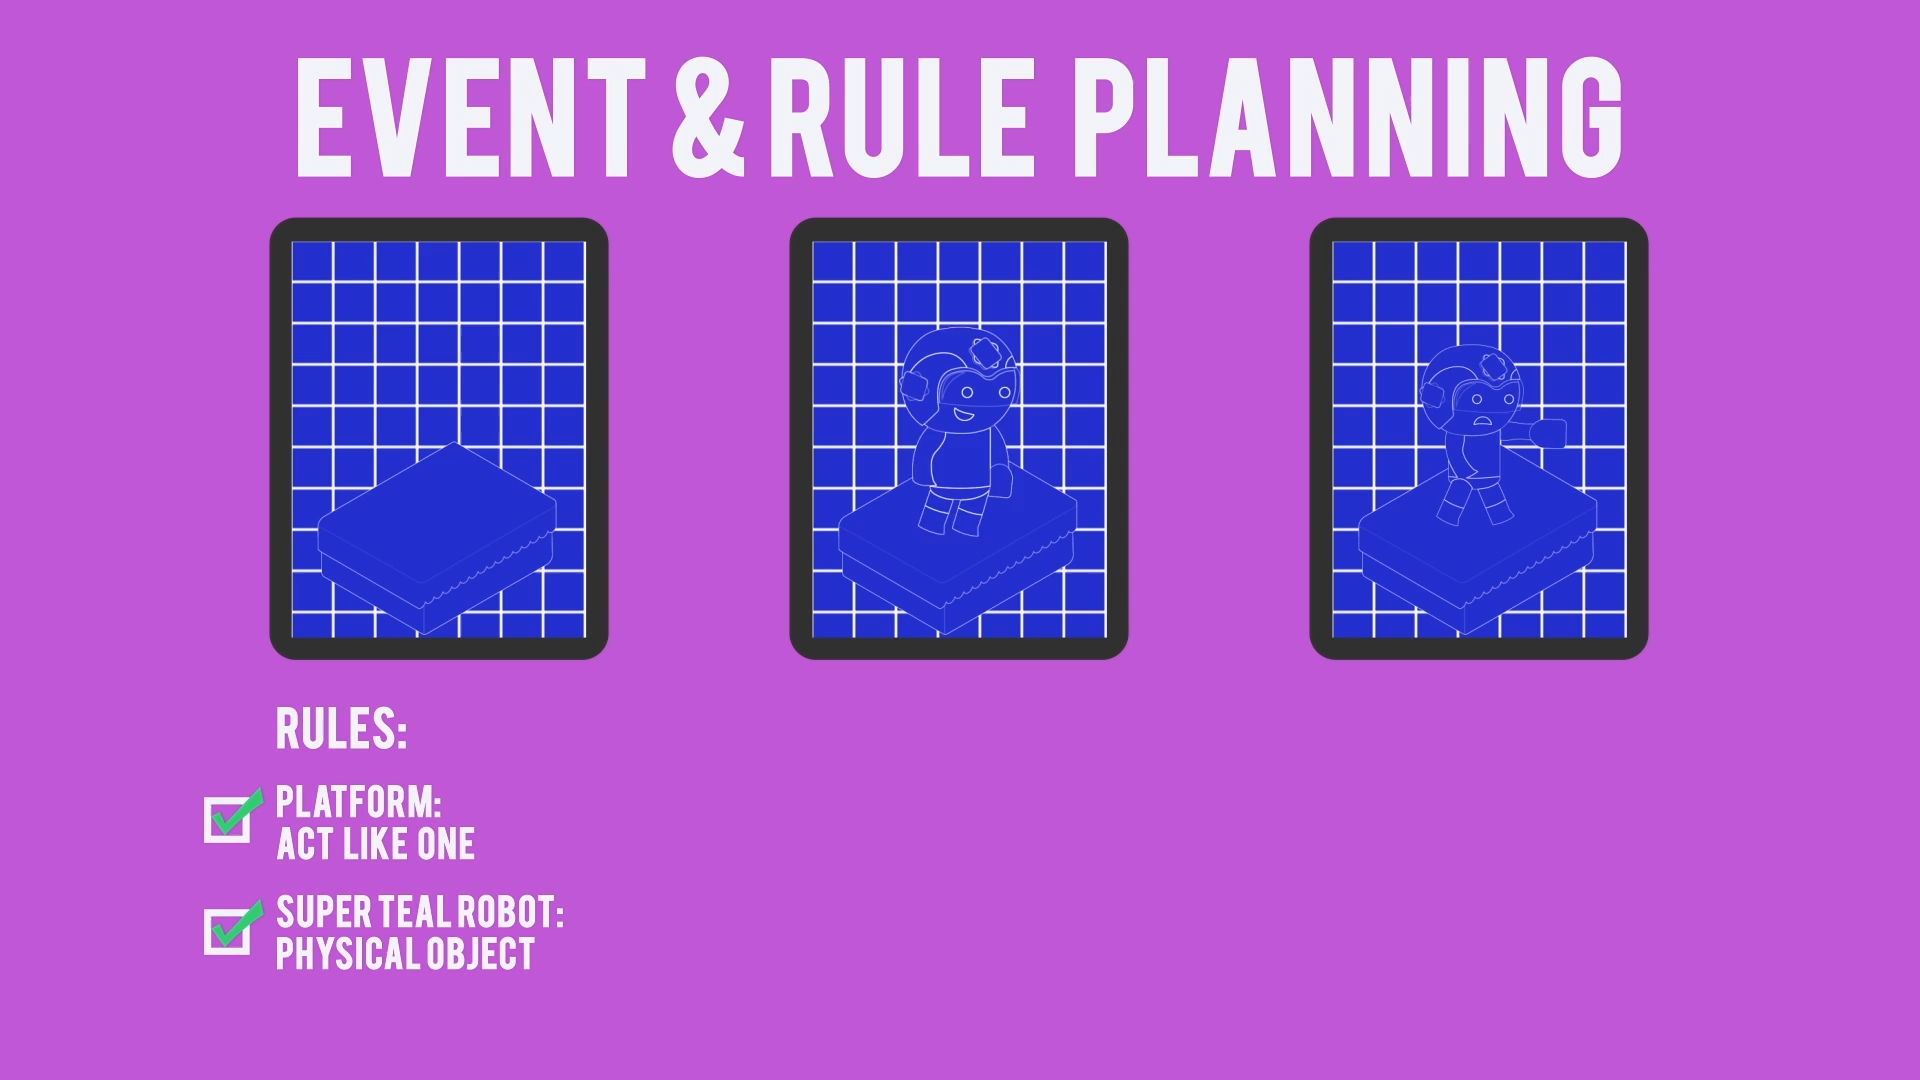 EVENT & RULE PLANNING
RULES:
PLATFORM:
ACT LIKE ONE
SUPER TEAL ROBOT:
PHYSICAL OBJECT